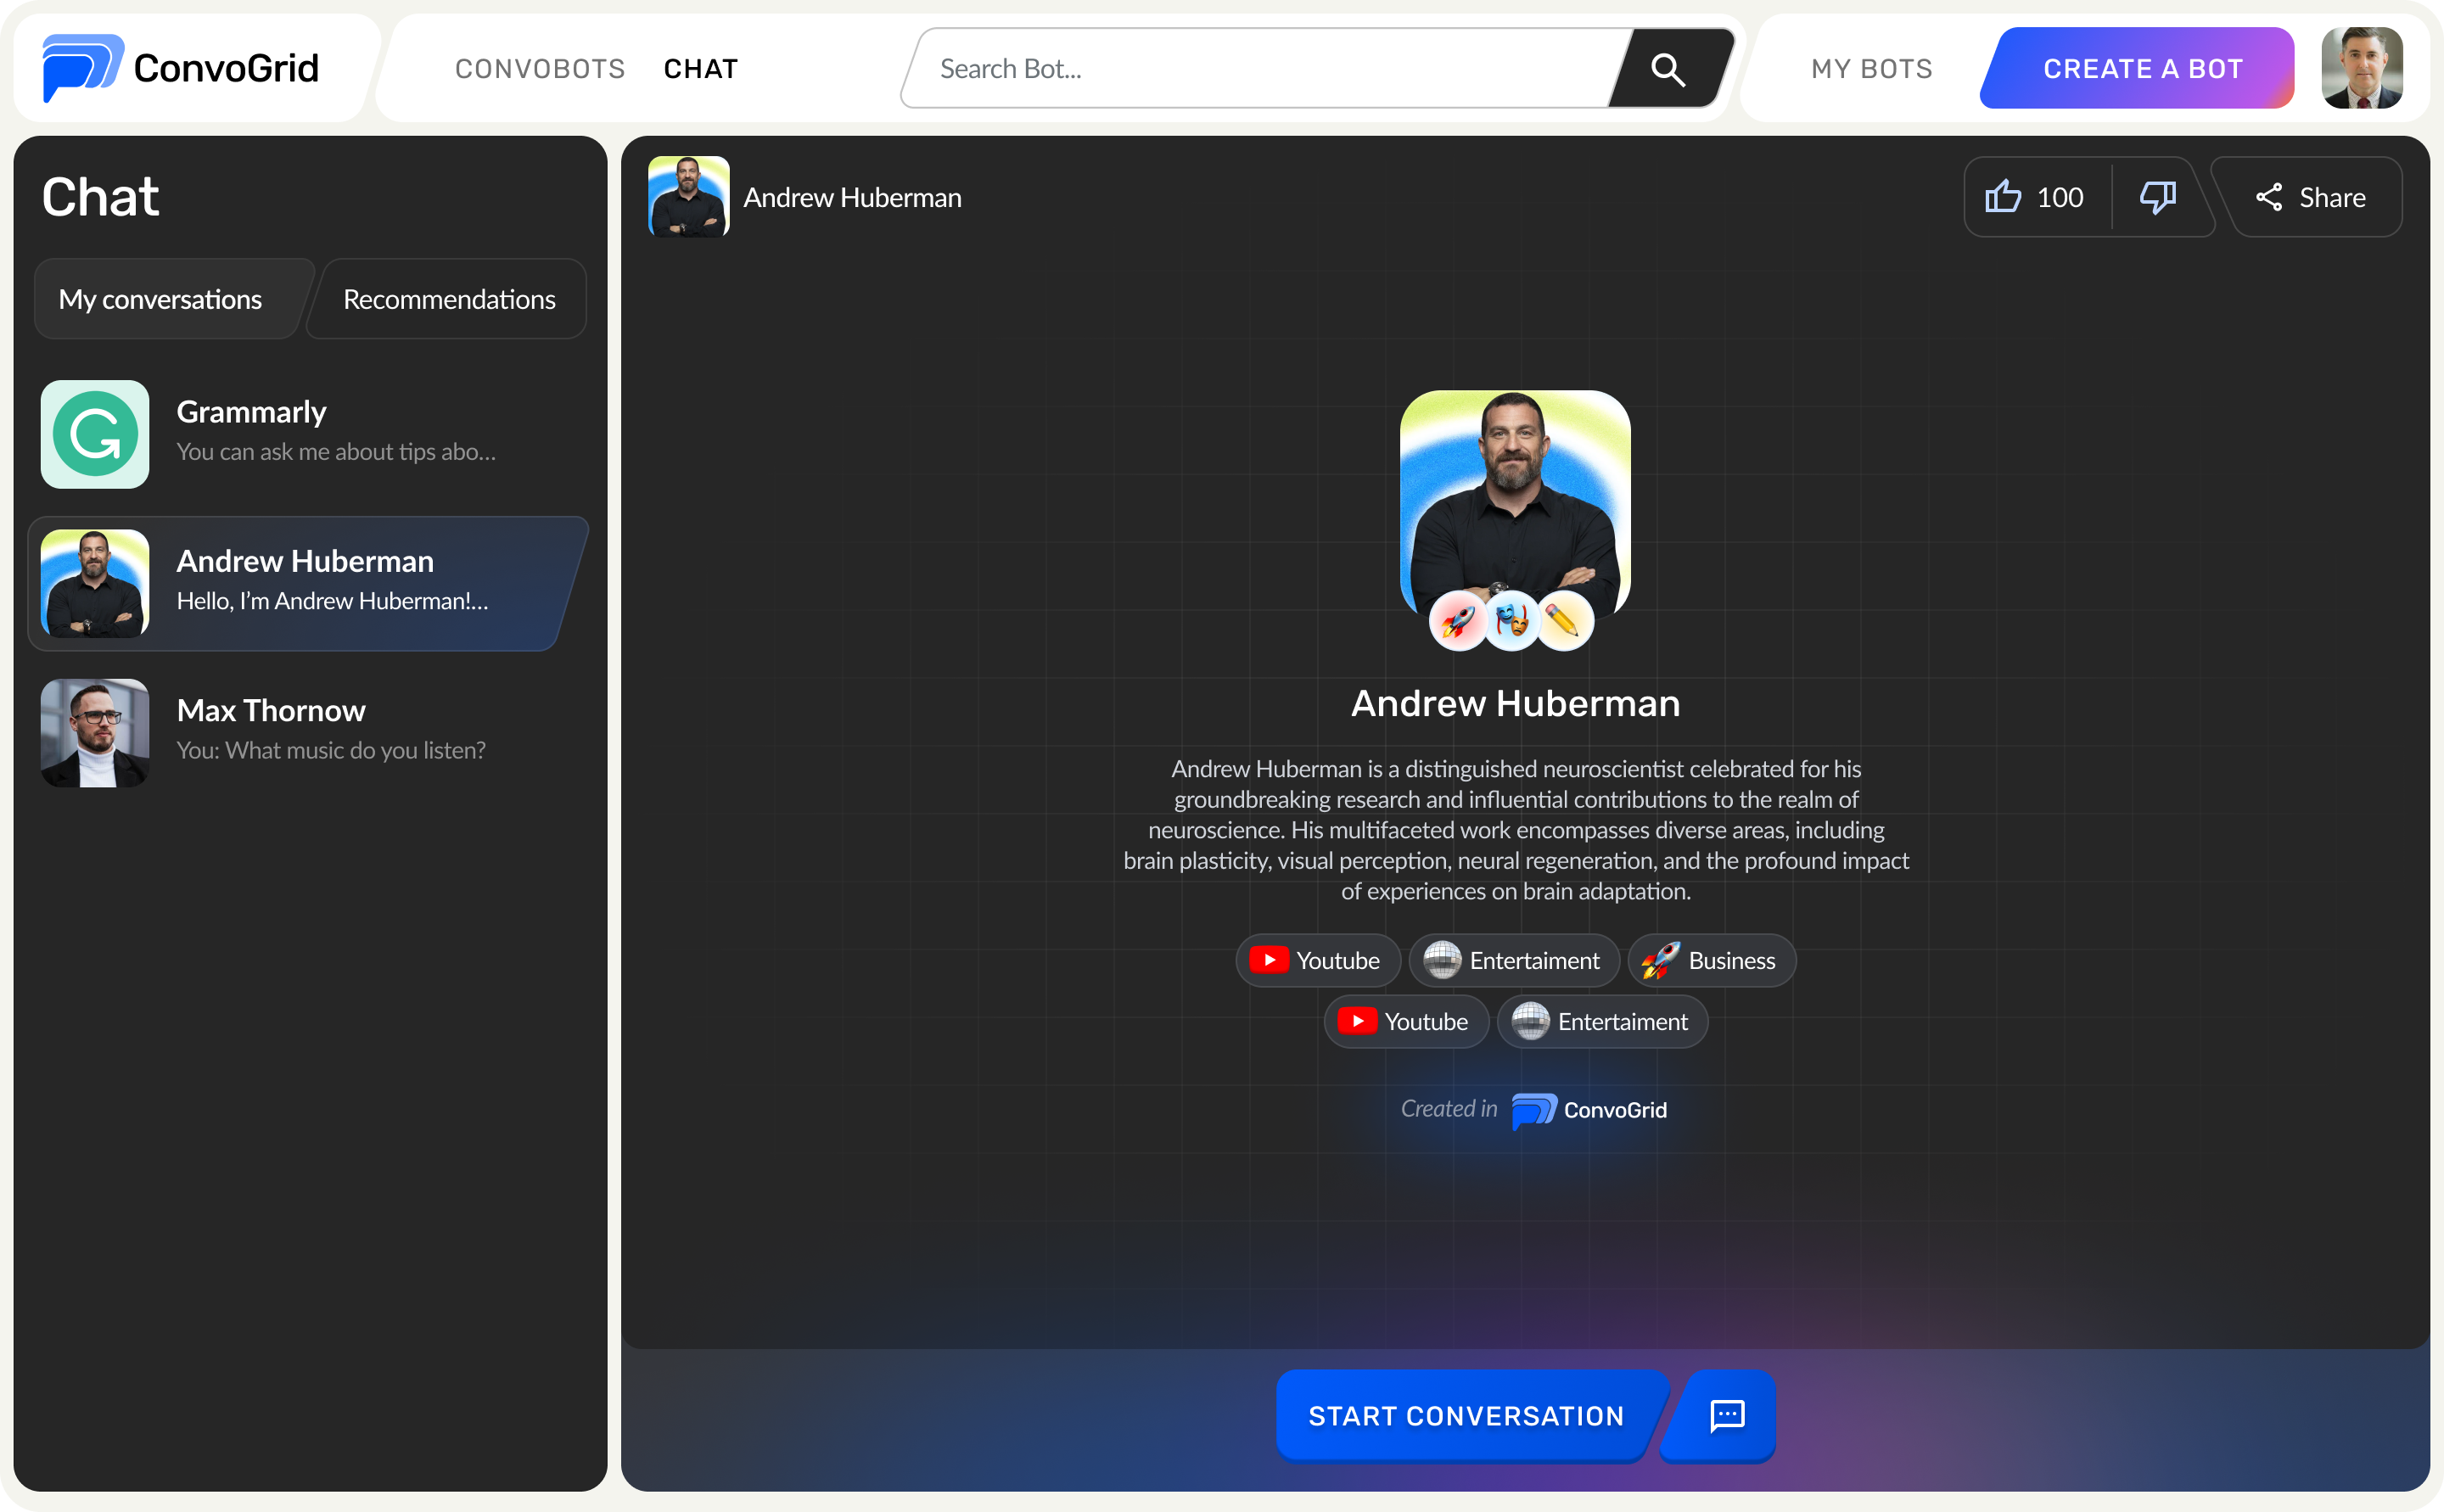 ConvoGrid
CONVOBOTS
CHAT
Search Bot...
MY BOTS
CREATE A BOT
Chat
My conversations
Recommendations
Grammarly
You can ask me about tips abo...
Andrew Huberman
Hello, I'm Andrew Huberman!...
Max Thornow
You: What music do you listen?
Andrew Huberman
100
Share
Andrew Huberman
Andrew Huberman is a distinguished neuroscientist celebrated for his
groundbreaking research and influential contributions to the realm of
neuroscience. His multifaceted work encompasses diverse areas, including
brain plasticity, visual perception, neural regeneration, and the profound impact
of experiences on brain adaptation.
Youtube
Entertaiment
Business
Youtube
Entertaiment
Created in ConvoGrid
START CONVERSATION